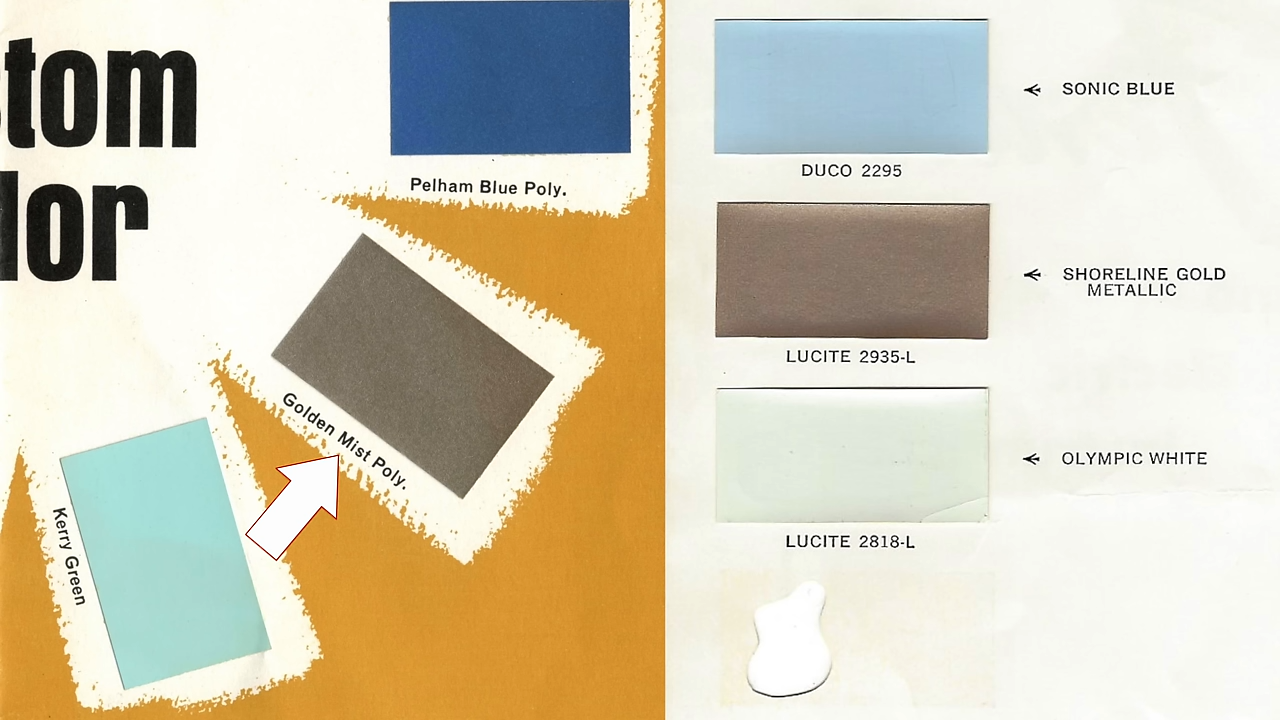 tom
lor
Pelham Blue Poly.
Golden Mist Poly.
Kerry Green
SONIC BLUE
DUCO 2295
SHORELINE GOLD
METALLIC
LUCITE 2935-L
OLYMPIC WHITE
LUCITE 2818-L